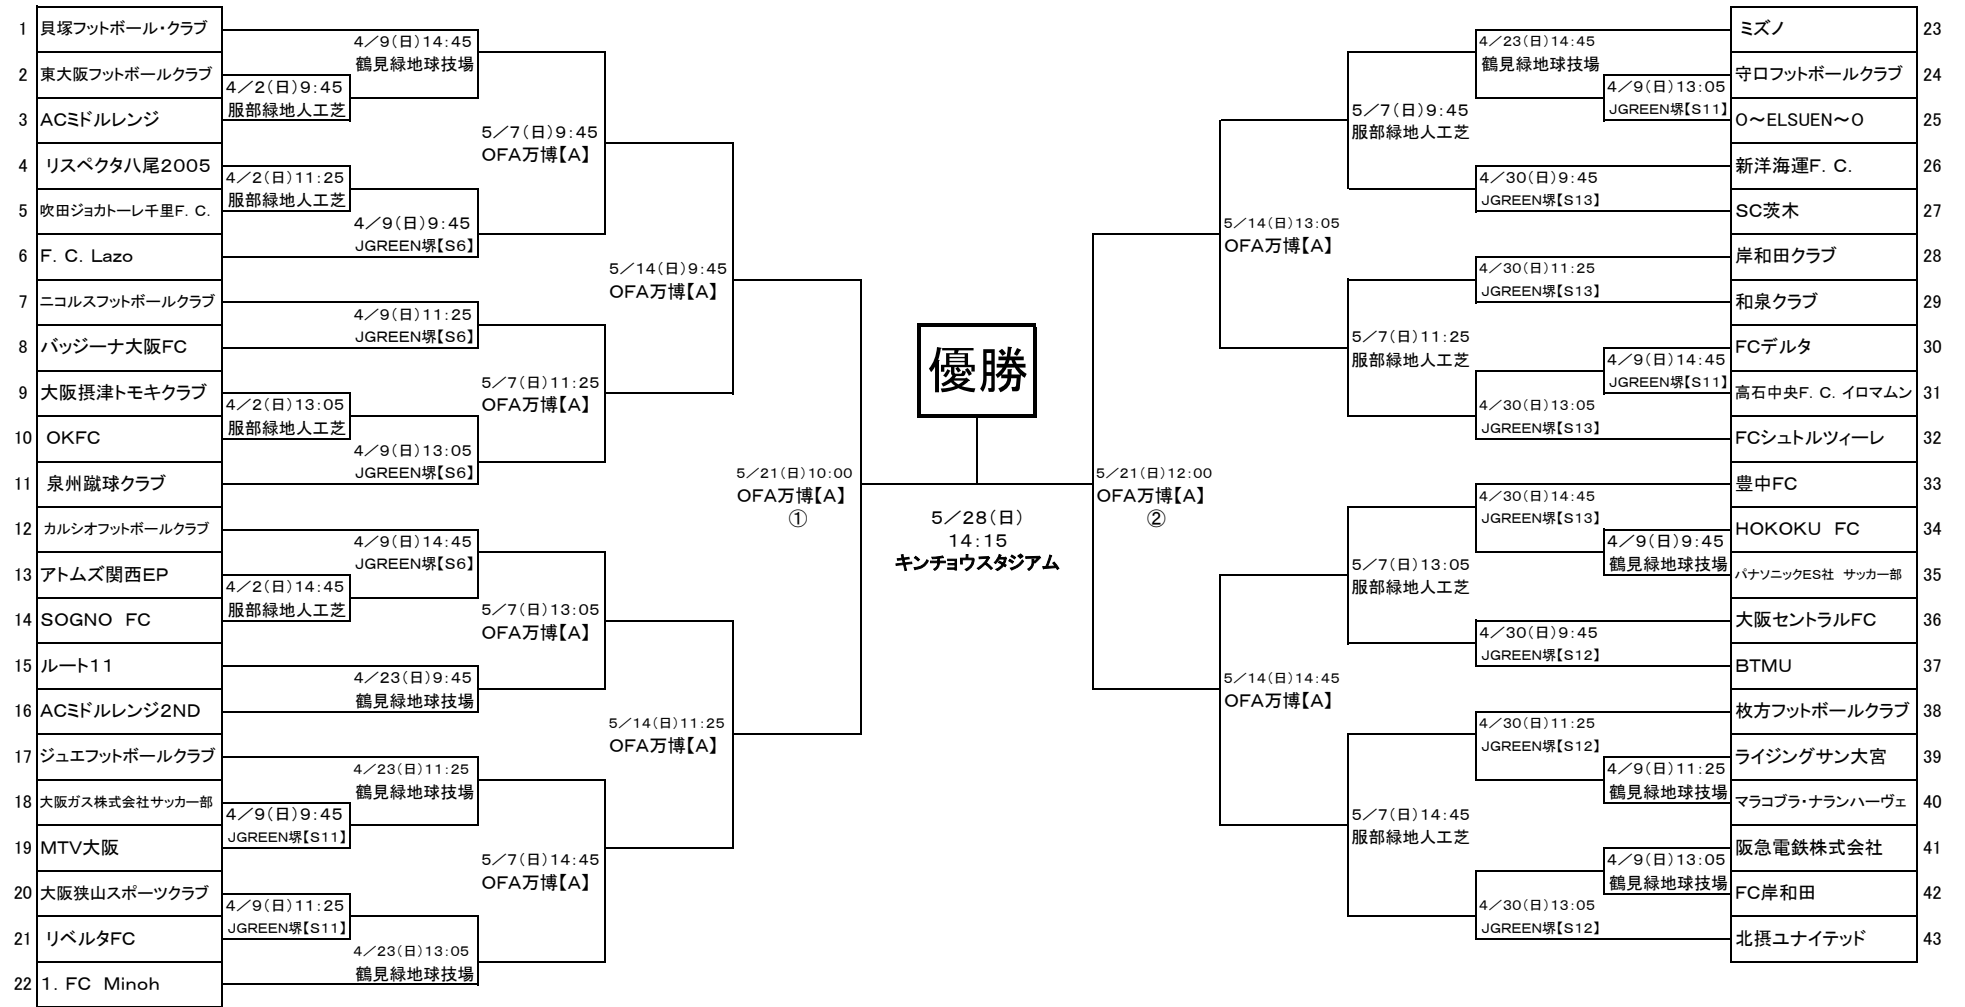 1 貝塚フットボール・クラブ
2 東大阪フットボールクラブ
3 ACミドルレンジ
4 リスペクタ八尾2005
5 吹田ジョカトーレ千里F. C.
6 F. C. Lazo
7 ニコルスフットボールクラブ
8 バッジーナ大阪FC
9 大阪摂津トモキクラブ
10 OKFC
11 泉州蹴球クラブ
12 カルシオフットボールクラブ
13 アトムズ関西EP
14 SOGNO FC
15 ルート11
16 ACミドルレンジ2ND
17 ジュエフットボールクラブ
18 大阪ガス株式会社サッカー部
19 MTV大阪
20 大阪狭山スポーツクラブ
21 リベルタFC
22 1. FC Minoh
4/2(日)9:45
服部緑地人工芝
4/2(日)11:25
服部緑地人工芝
4/2(日)13:05
服部緑地人工芝
4/2(日)14:45
服部緑地人工芝
4/9(日)9:45
JGREEN堺【S11】
4/9(日)11:25
JGREEN堺【S11】
4/9(日)14:45
鶴見緑地球技場
4/9(日)9:45
JGREEN堺【S6】
4/9(日)11:25
JGREEN堺【S6】
4/9(日)13:05
JGREEN堺【S6】
4/9(日)14:45
JGREEN堺【S6】
4/23(日)9:45
鶴見緑地球技場
4/23(日)11:25
鶴見緑地球技場
4/23(日)13:05
鶴見緑地球技場
5/7(日)9:45
OFA万博【A】
5/7(日)11:25
OFA万博【A】
5/7(日)13:05
OFA万博【A】
5/7(日)14:45
OFA万博【A】
5/14(日)9:45
OFA万博【A】
5/14(日)11:25
OFA万博【A】
5/21(日)10:00
OFA万博【A】
①
優勝
5/28(日)
14:15
キンチョウスタジアム
5/21(日)12:00
OFA万博【A】
②
5/14(日)13:05
OFA万博【A】
5/14(日)14:45
OFA万博【A】
5/7(日)9:45
服部緑地人工芝
5/7(日)11:25
服部緑地人工芝
5/7(日)13:05
服部緑地人工芝
5/7(日)14:45
服部緑地人工芝
4/23(日)14:45
鶴見緑地球技場
4/30(日)9:45
JGREEN堺【S13】
4/30(日)11:25
JGREEN堺【S13】
4/30(日)13:05
JGREEN堺【S13】
4/30(日)14:45
JGREEN堺【S13】
4/30(日)9:45
JGREEN堺【S12】
4/30(日)11:25
JGREEN堺【S12】
4/30(日)13:05
JGREEN堺【S12】
4/9(日)13:05
JGREEN堺【S11】
4/9(日)14:45
JGREEN堺【S11】
4/9(日)9:45
鶴見緑地球技場
4/9(日)11:25
鶴見緑地球技場
4/9(日)13:05
鶴見緑地球技場
ミズノ 23
守口フットボールクラブ 24
O～ELSUEN～O 25
新洋海運F. C. 26
SC茨木 27
岸和田クラブ 28
和泉クラブ 29
FCデルタ 30
高石中央F. C. イロマムン 31
FCシュトルツィーレ 32
豊中FC 33
HOKOKU FC 34
パナソニックES社 サッカー部 35
大阪セントラルFC 36
BTMU 37
枚方フットボールクラブ 38
ライジングサン大宮 39
マラコブラ・ナランハーヴェ 40
阪急電鉄株式会社 41
FC岸和田 42
北摂ユナイテッド 43